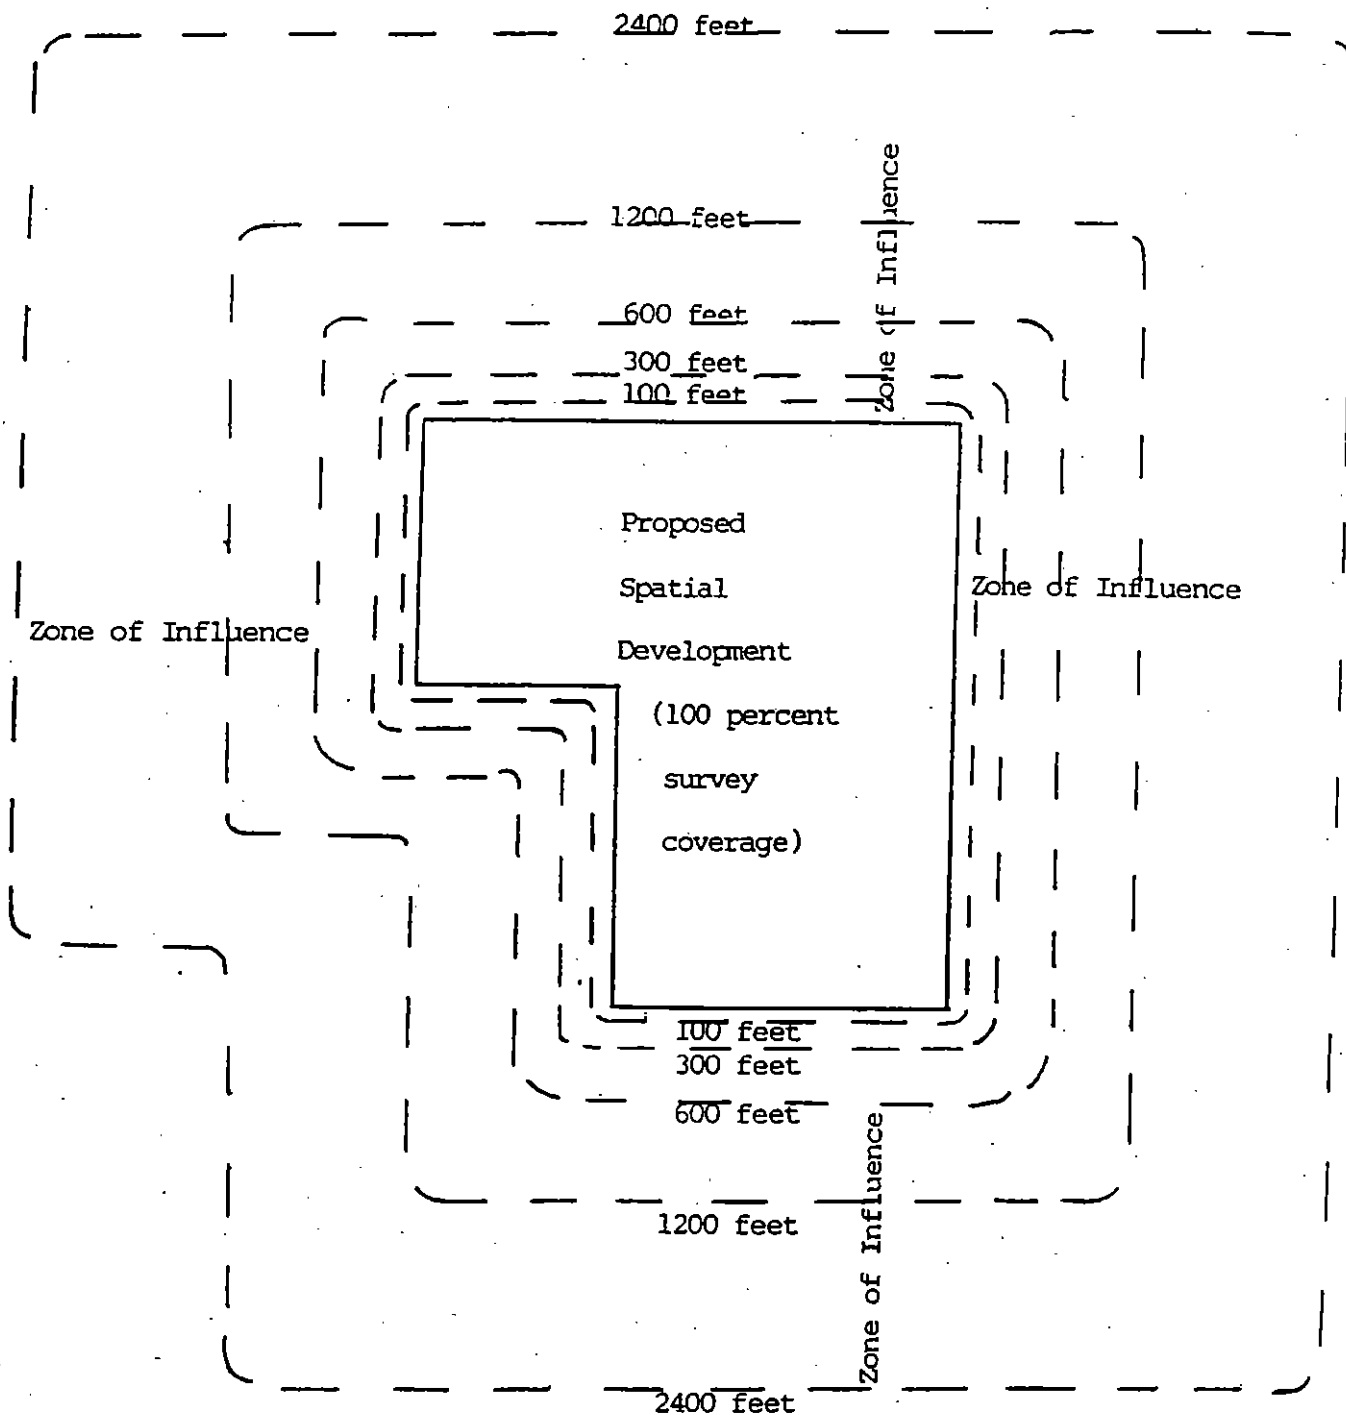 2400 feet
1200 feet
Zone of Influence
600 feet
300 feet
100 feet
Proposed
Spatial
Development
(100 percent
survey
coverage)
Zone of Influence
Zone of Influence
100 feet
300 feet
600 feet
Zone of Influence
1200 feet
2400 feet